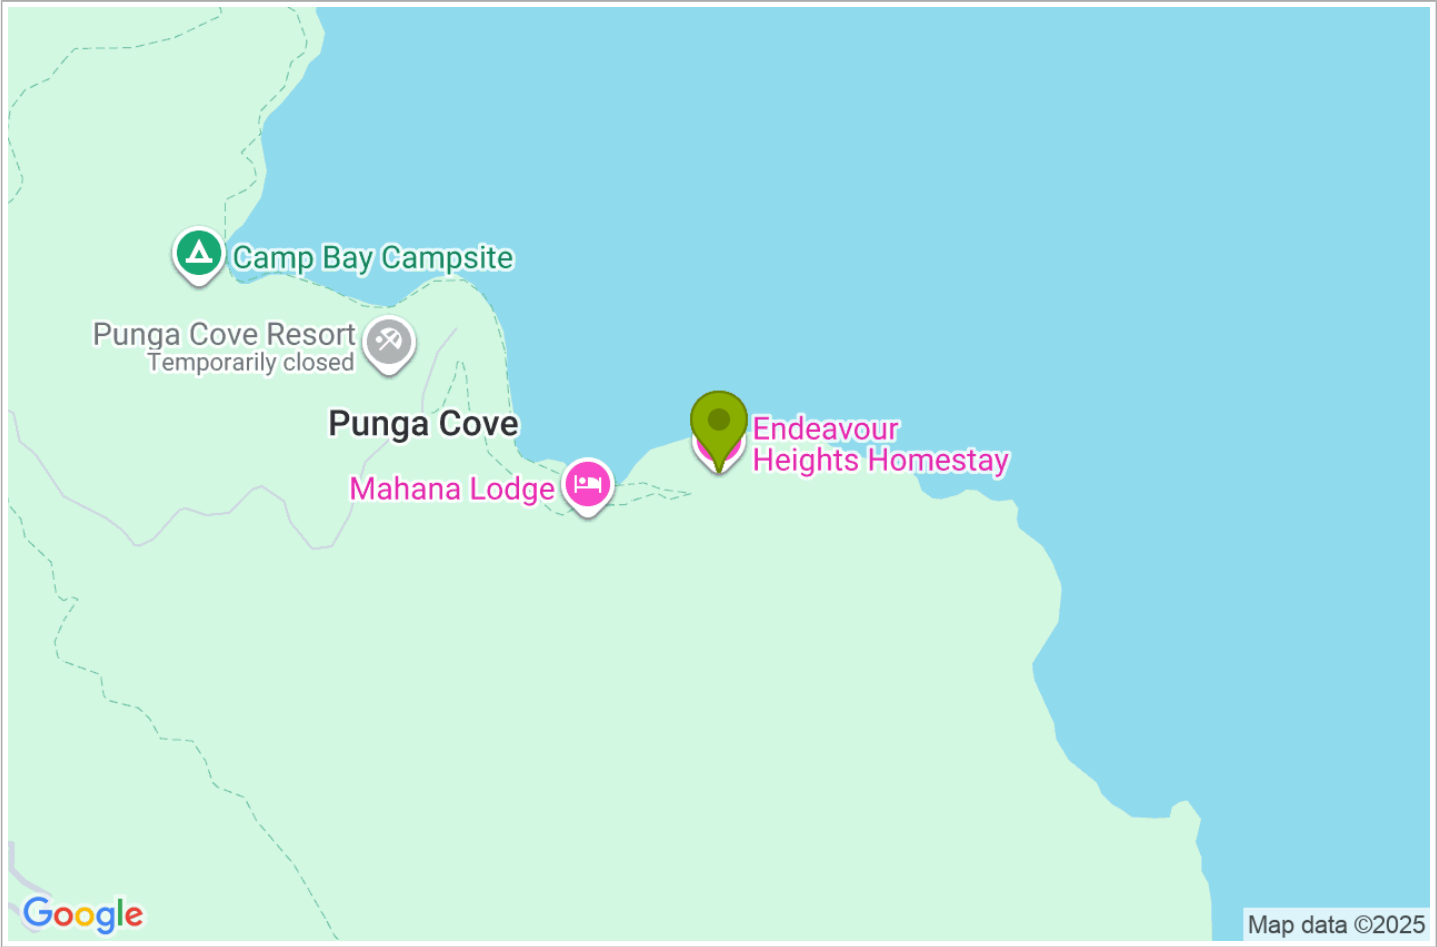 Camp Bay Campsite
Punga Cove Resort
Temporarily closed
Punga Cove
Endeavour
Heights Homestay
Mahana Lodge
Google
Map data ©2025